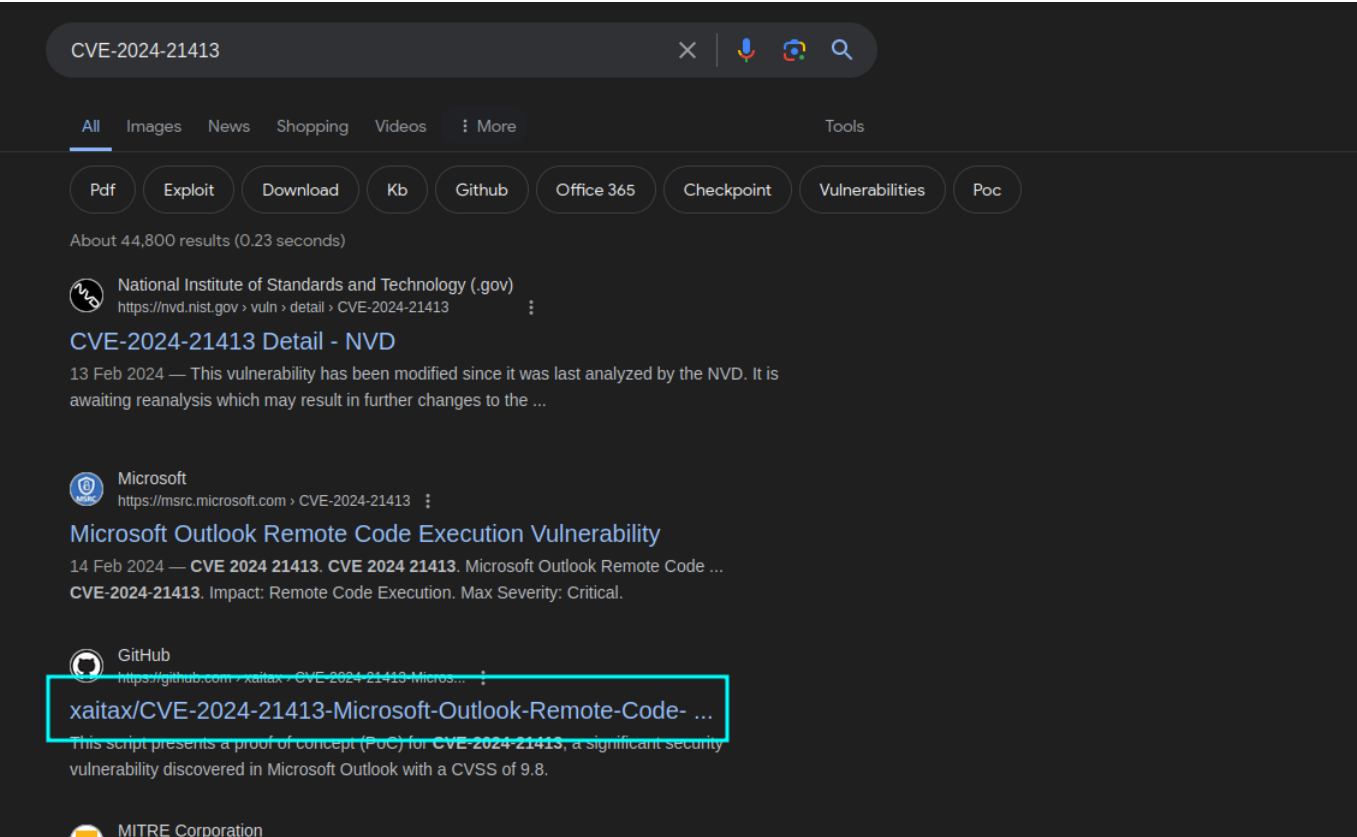 CVE-2024-21413
All Images News Shopping Videos More Tools
Pdf Exploit Download Kb Github Office 365 Checkpoint Vulnerabilities Poc
About 44,800 results (0.23 seconds)
National Institute of Standards and Technology (.gov)
https://nvd.nist.gov › vuln › detail › CVE-2024-21413
CVE-2024-21413 Detail - NVD
13 Feb 2024 — This vulnerability has been modified since it was last analyzed by the NVD. It is
awaiting reanalysis which may result in further changes to the ...
Microsoft
MSRC
https://msrc.microsoft.com › CVE-2024-21413
Microsoft Outlook Remote Code Execution Vulnerability
14 Feb 2024 — CVE 2024 21413. CVE 2024 21413. Microsoft Outlook Remote Code ...
CVE-2024-21413. Impact: Remote Code Execution. Max Severity: Critical.
GitHub
https://github.com › xaitax › CVE-2024-21413-Micros...
xaitax/CVE-2024-21413-Microsoft-Outlook-Remote-Code- ...
This script presents a proof of concept (PoC) for CVE-2024-21413, a significant security
vulnerability discovered in Microsoft Outlook with a CVSS of 9.8.
MITRE Corporation